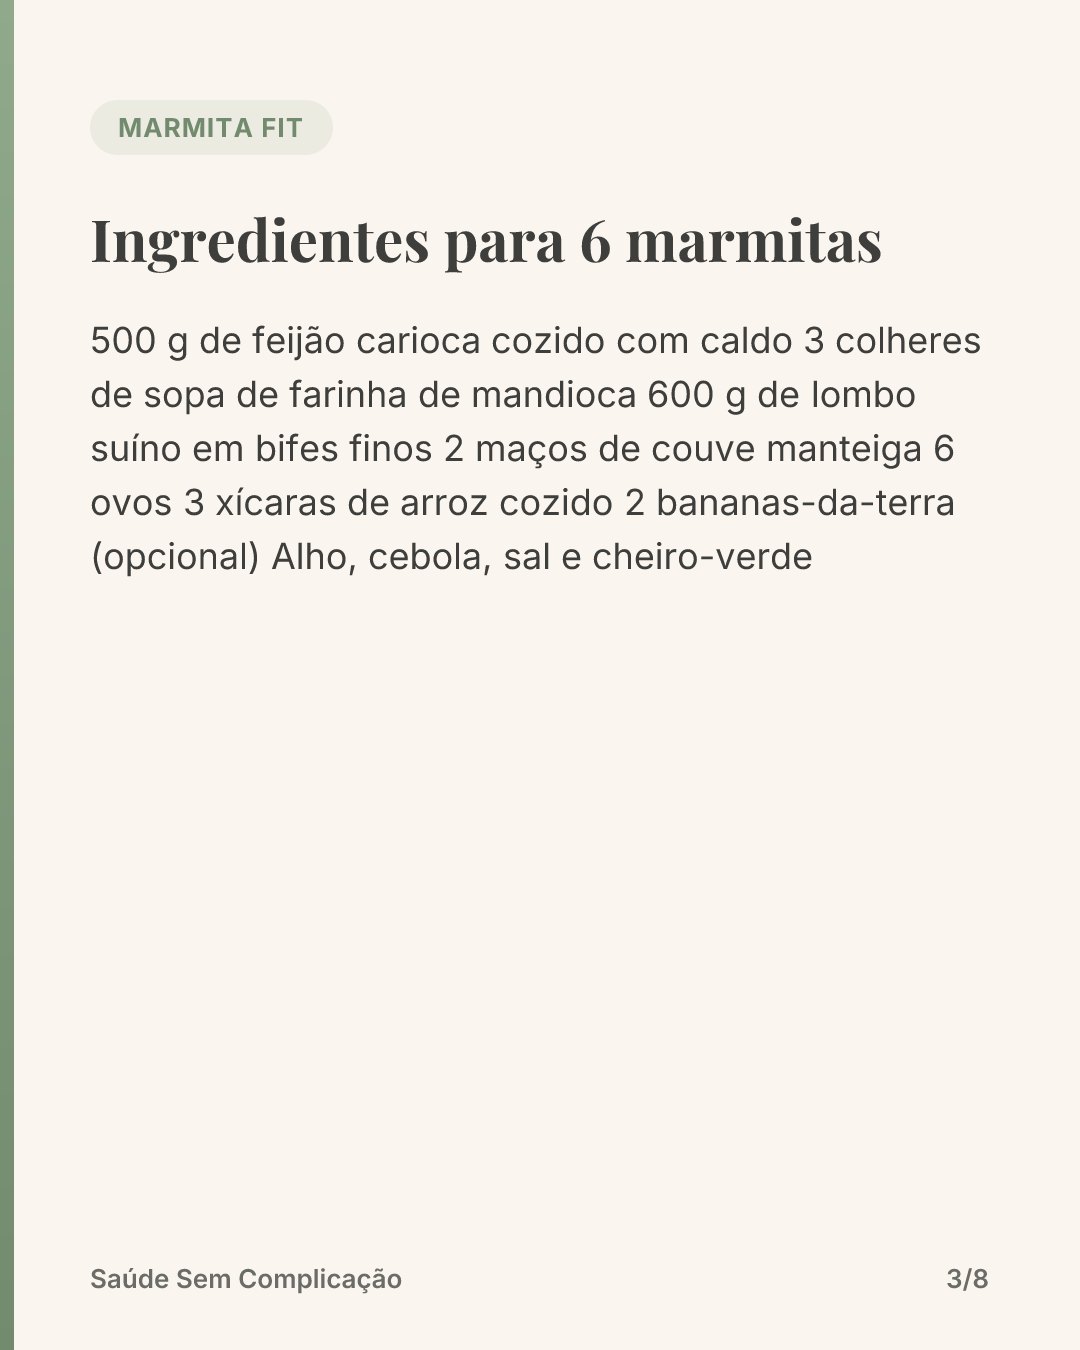 MARMITA FIT
Ingredientes para 6 marmitas
500 g de feijão carioca cozido com caldo 3 colheres
de sopa de farinha de mandioca 600 g de lombo
suíno em bifes finos 2 maços de couve manteiga 6
ovos 3 xícaras de arroz cozido 2 bananas-da-terra
(opcional) Alho, cebola, sal e cheiro-verde
Saúde Sem Complicação
3/8